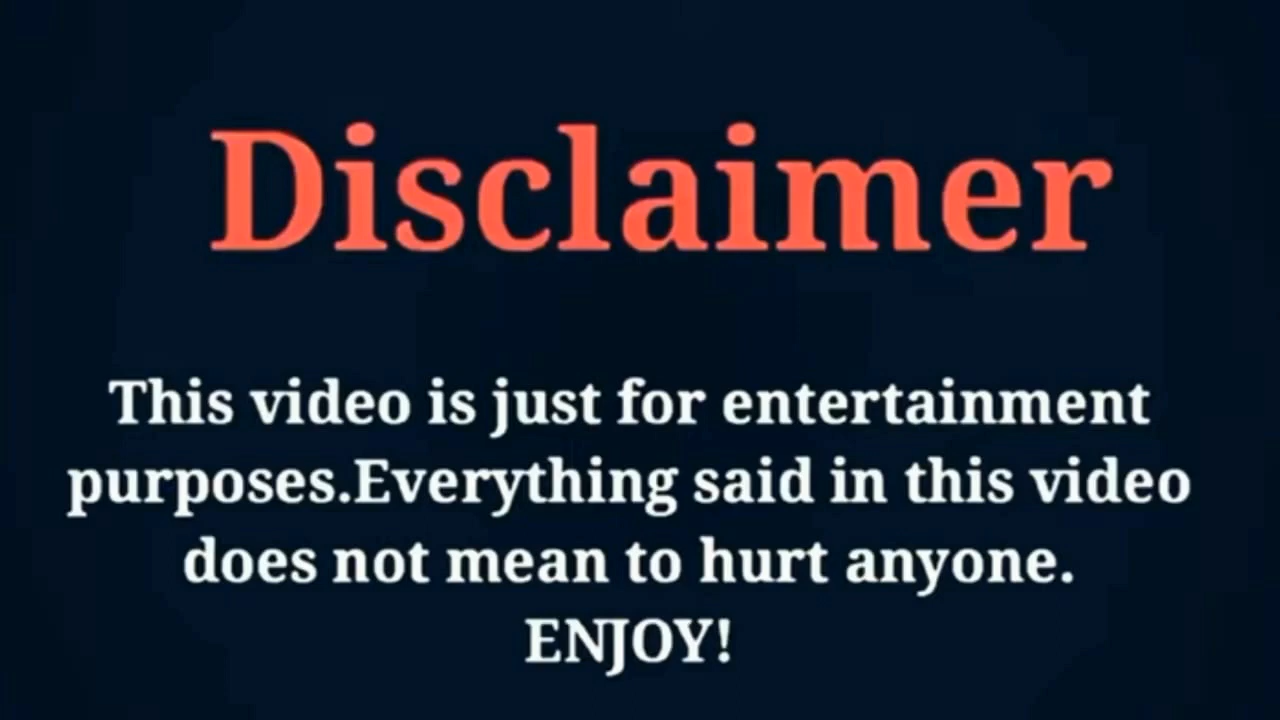 Disclaimer
This video is just for entertainment
purposes.Everything said in this video
does not mean to hurt anyone.
ENJOY!